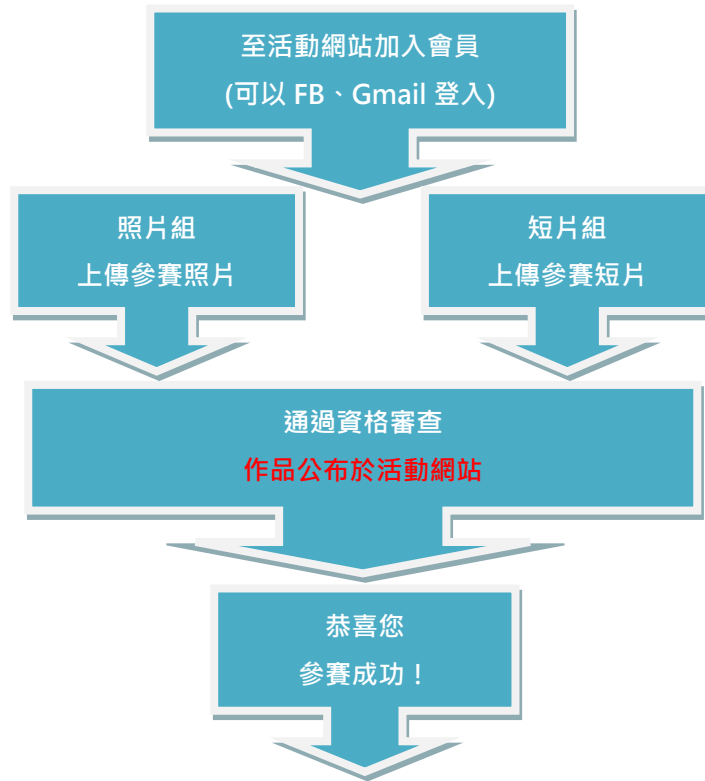 至活動網站加入會員
(可以 FB、Gmail 登入)
照片組
上傳參賽照片
短片組
上傳參賽短片
通過資格審查
作品公布於活動網站
恭喜您
參賽成功！